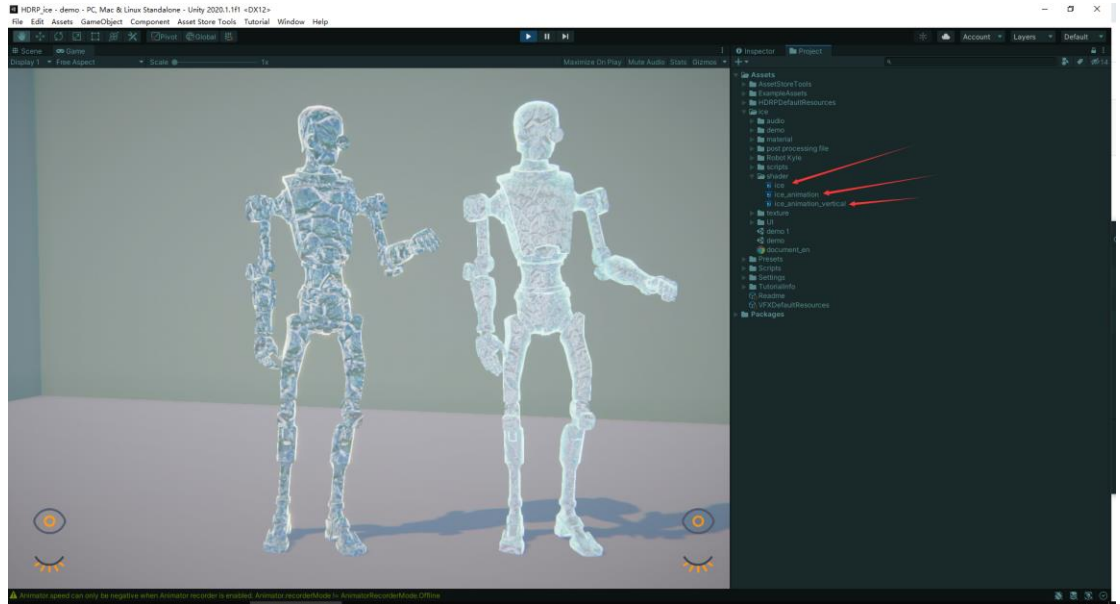 HDRP_ice - demo - PC, Mac & Linux Standalone - Unity 2020.1.1f1 <DX12>
File Edit Assets GameObject Component Asset Store Tools Tutorial Window Help
Pivot Global Account Layers Default
Scene Game Inspector Project
Display 1 Free Aspect Scale 1x Maximize On Play Mute Audio Stats Gizmos
Assets
AssetStoreTools
ExampleAssets
HDRPDefaultResources
ice
audio
demo
material
post processing file
Robot Kyle
scripts
shader
ice
ice_animation
ice_animation_vertical
texture
UI
demo 1
demo
document_en
Presets
Scripts
Settings
TutorialInfo
Readme
VFXDefaultResources
Packages
Animator.speed can only be negative when Animator recorder is enabled. Animator.recorderMode != AnimatorRecorderMode.Offline